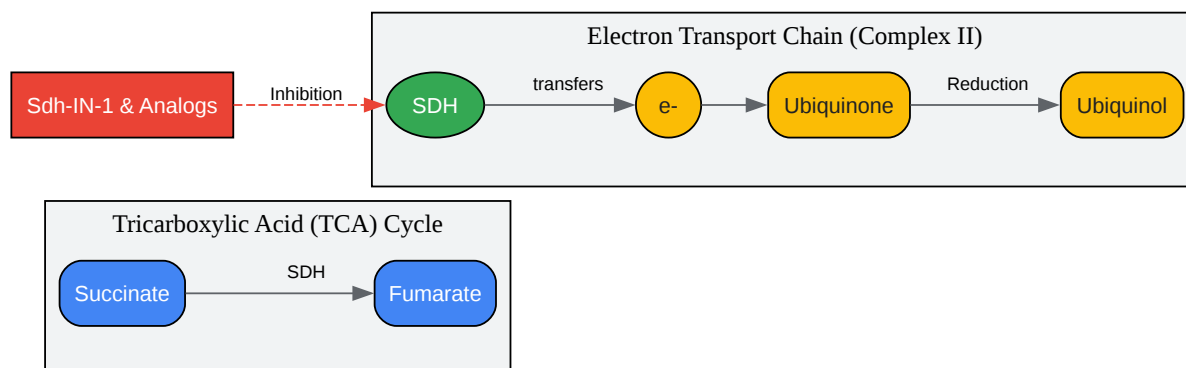 Electron Transport Chain (Complex II)
Sdh-IN-1 & Analogs
Inhibition
SDH
transfers
e-
Ubiquinone
Reduction
Ubiquinol
Tricarboxylic Acid (TCA) Cycle
Succinate
SDH
Fumarate